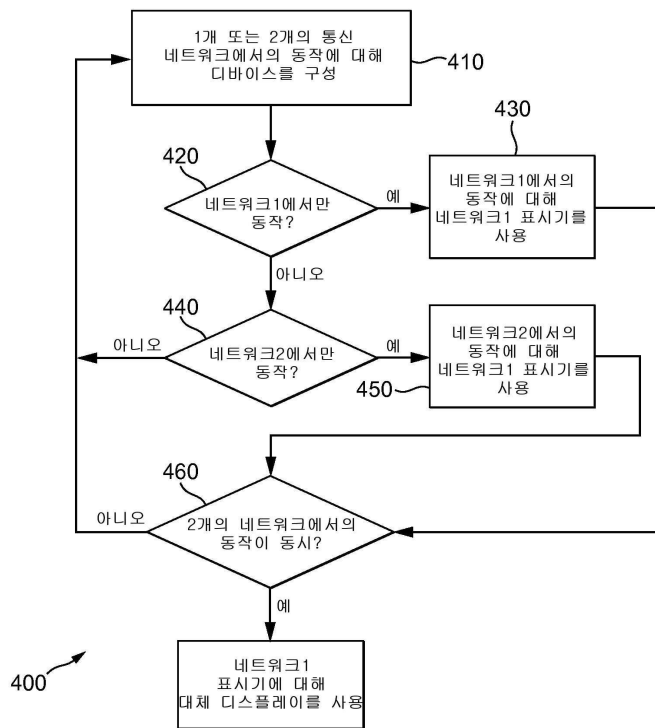 1개 또는 2개의 통신
네트워크에서의 동작에 대해
디바이스를 구성
410
420
네트워크1에서만
동작?
예
430
네트워크1에서의
동작에 대해
네트워크1 표시기를
사용
아니오
440
아니오
네트워크2에서만
동작?
예
450
네트워크2에서의
동작에 대해
네트워크1 표시기를
사용
460
아니오
2개의 네트워크에서의
동작이 동시?
예
네트워크1
표시기에 대해
대체 디스플레이를 사용
400